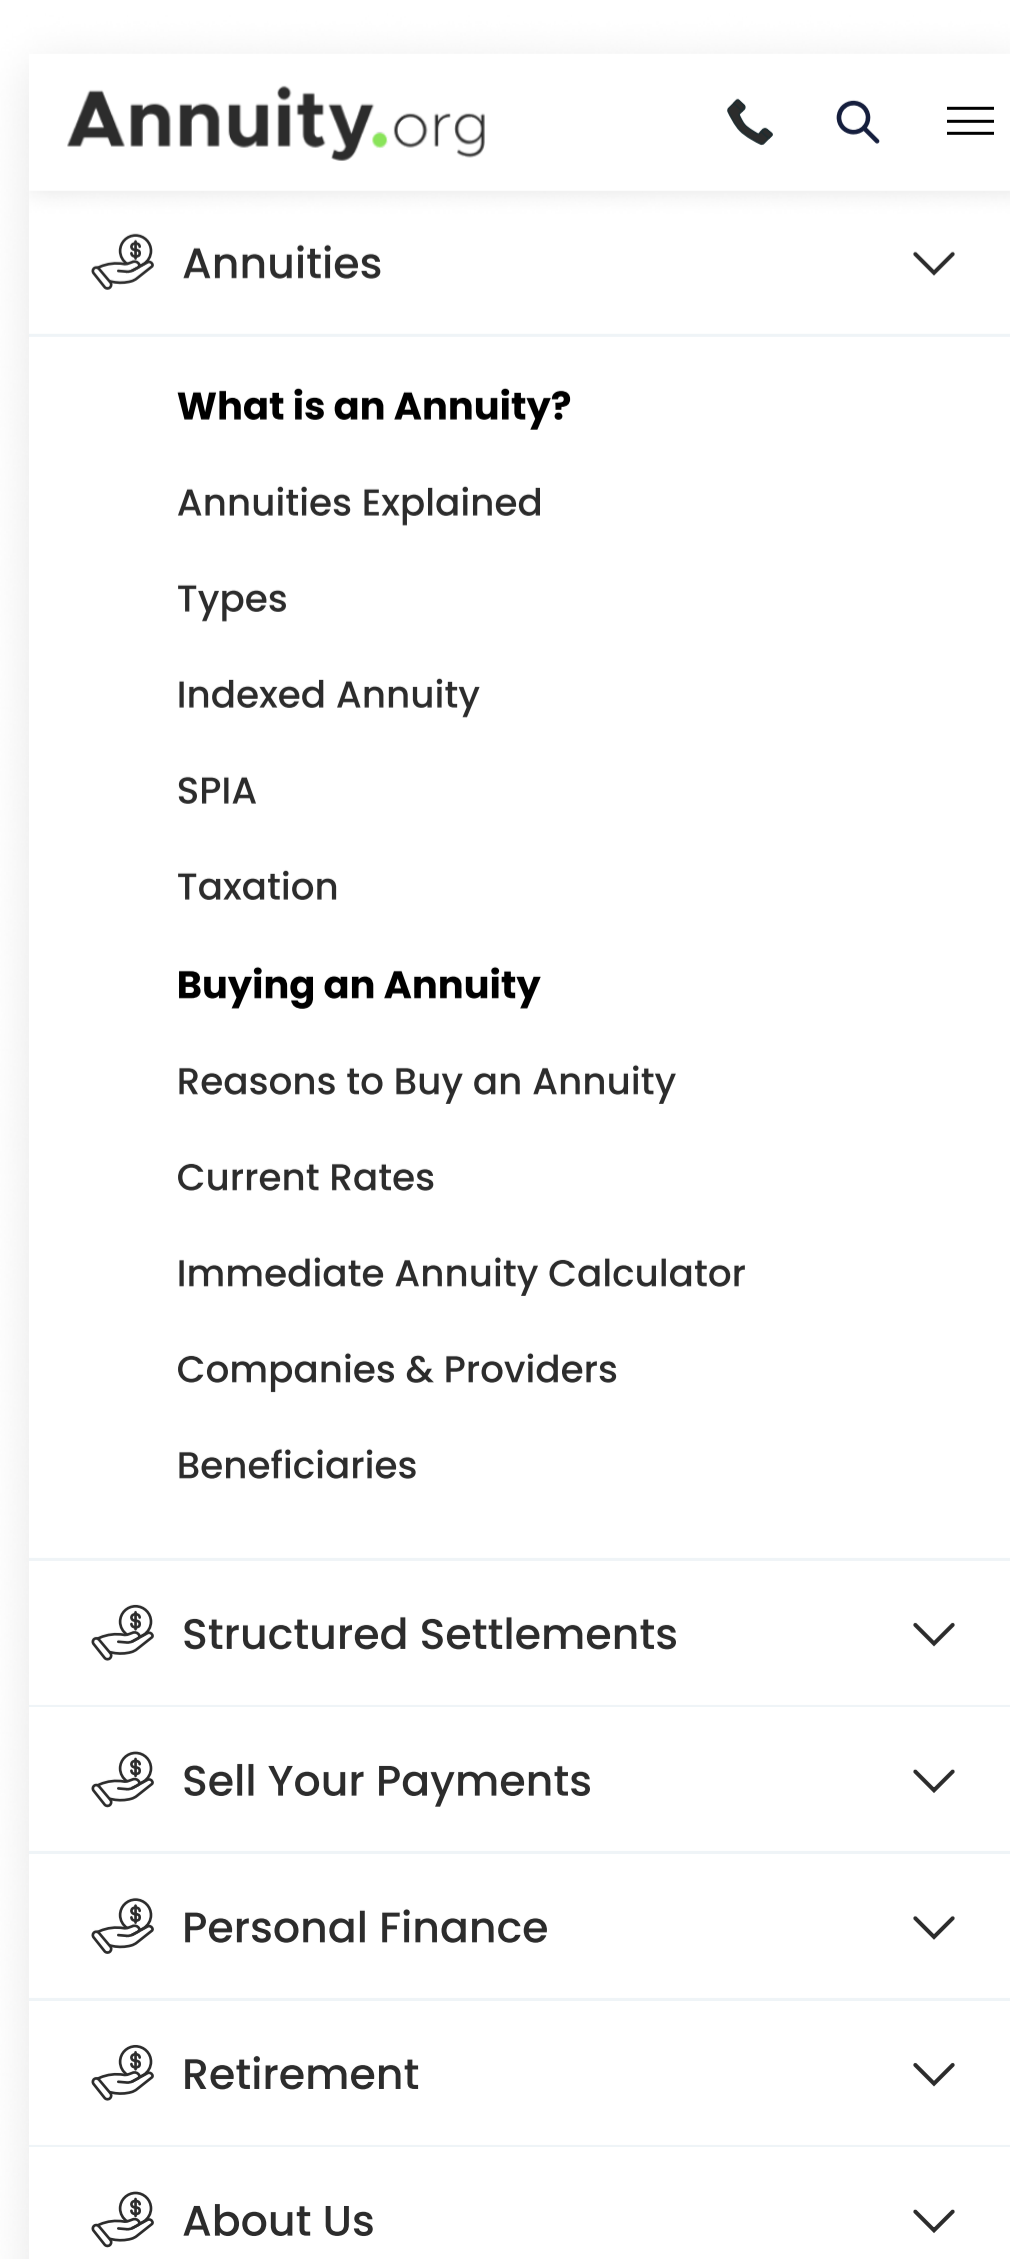 Annuity.org
Annuities
What is an Annuity?
Annuities Explained
Types
Indexed Annuity
SPIA
Taxation
Buying an Annuity
Reasons to Buy an Annuity
Current Rates
Immediate Annuity Calculator
Companies & Providers
Beneficiaries
Structured Settlements
Sell Your Payments
Personal Finance
Retirement
About Us